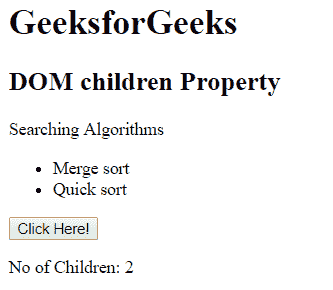 GeeksforGeeks
DOM children Property
Searching Algorithms
Merge sort
Quick sort
Click Here!
No of Children: 2